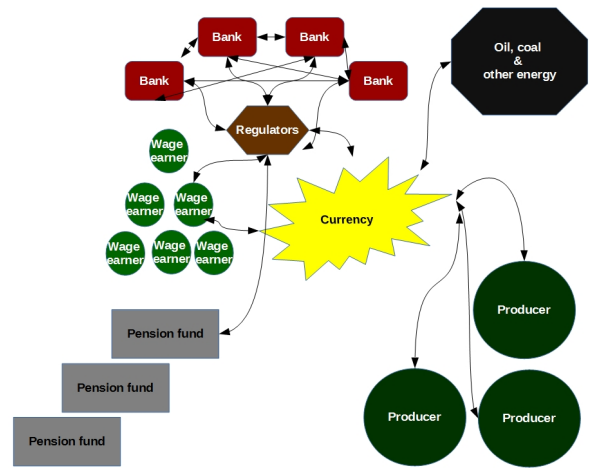 Bank
Bank
Oil, coal
&
other energy
Bank
Bank
Regulators
Wage
earner
Wage
earner
Wage
earner
Currency
Wage
earner
Wage
earner
Wage
earner
Producer
Pension fund
Pension fund
Producer
Producer
Pension fund